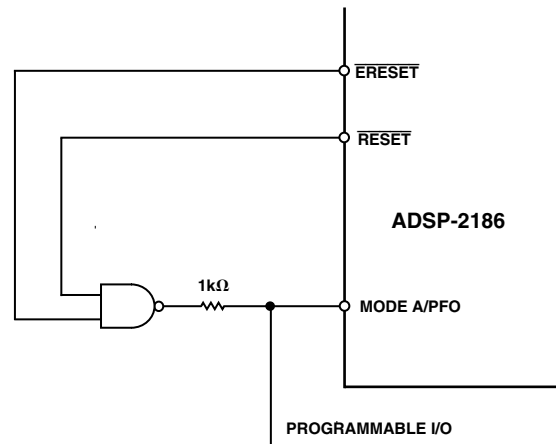 ERESET
RESET
ADSP-2186
1kΩ
MODE A/PFO
PROGRAMMABLE I/O